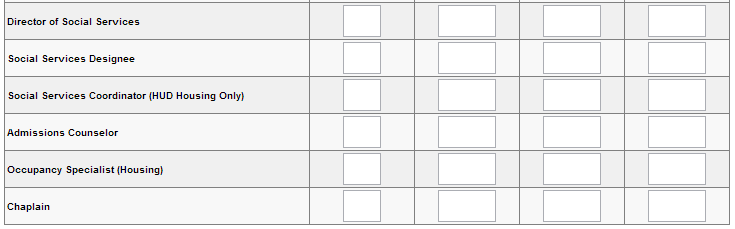 Director of Social Services
Social Services Designee
Social Services Coordinator (HUD Housing Only)
Admissions Counselor
Occupancy Specialist (Housing)
Chaplain